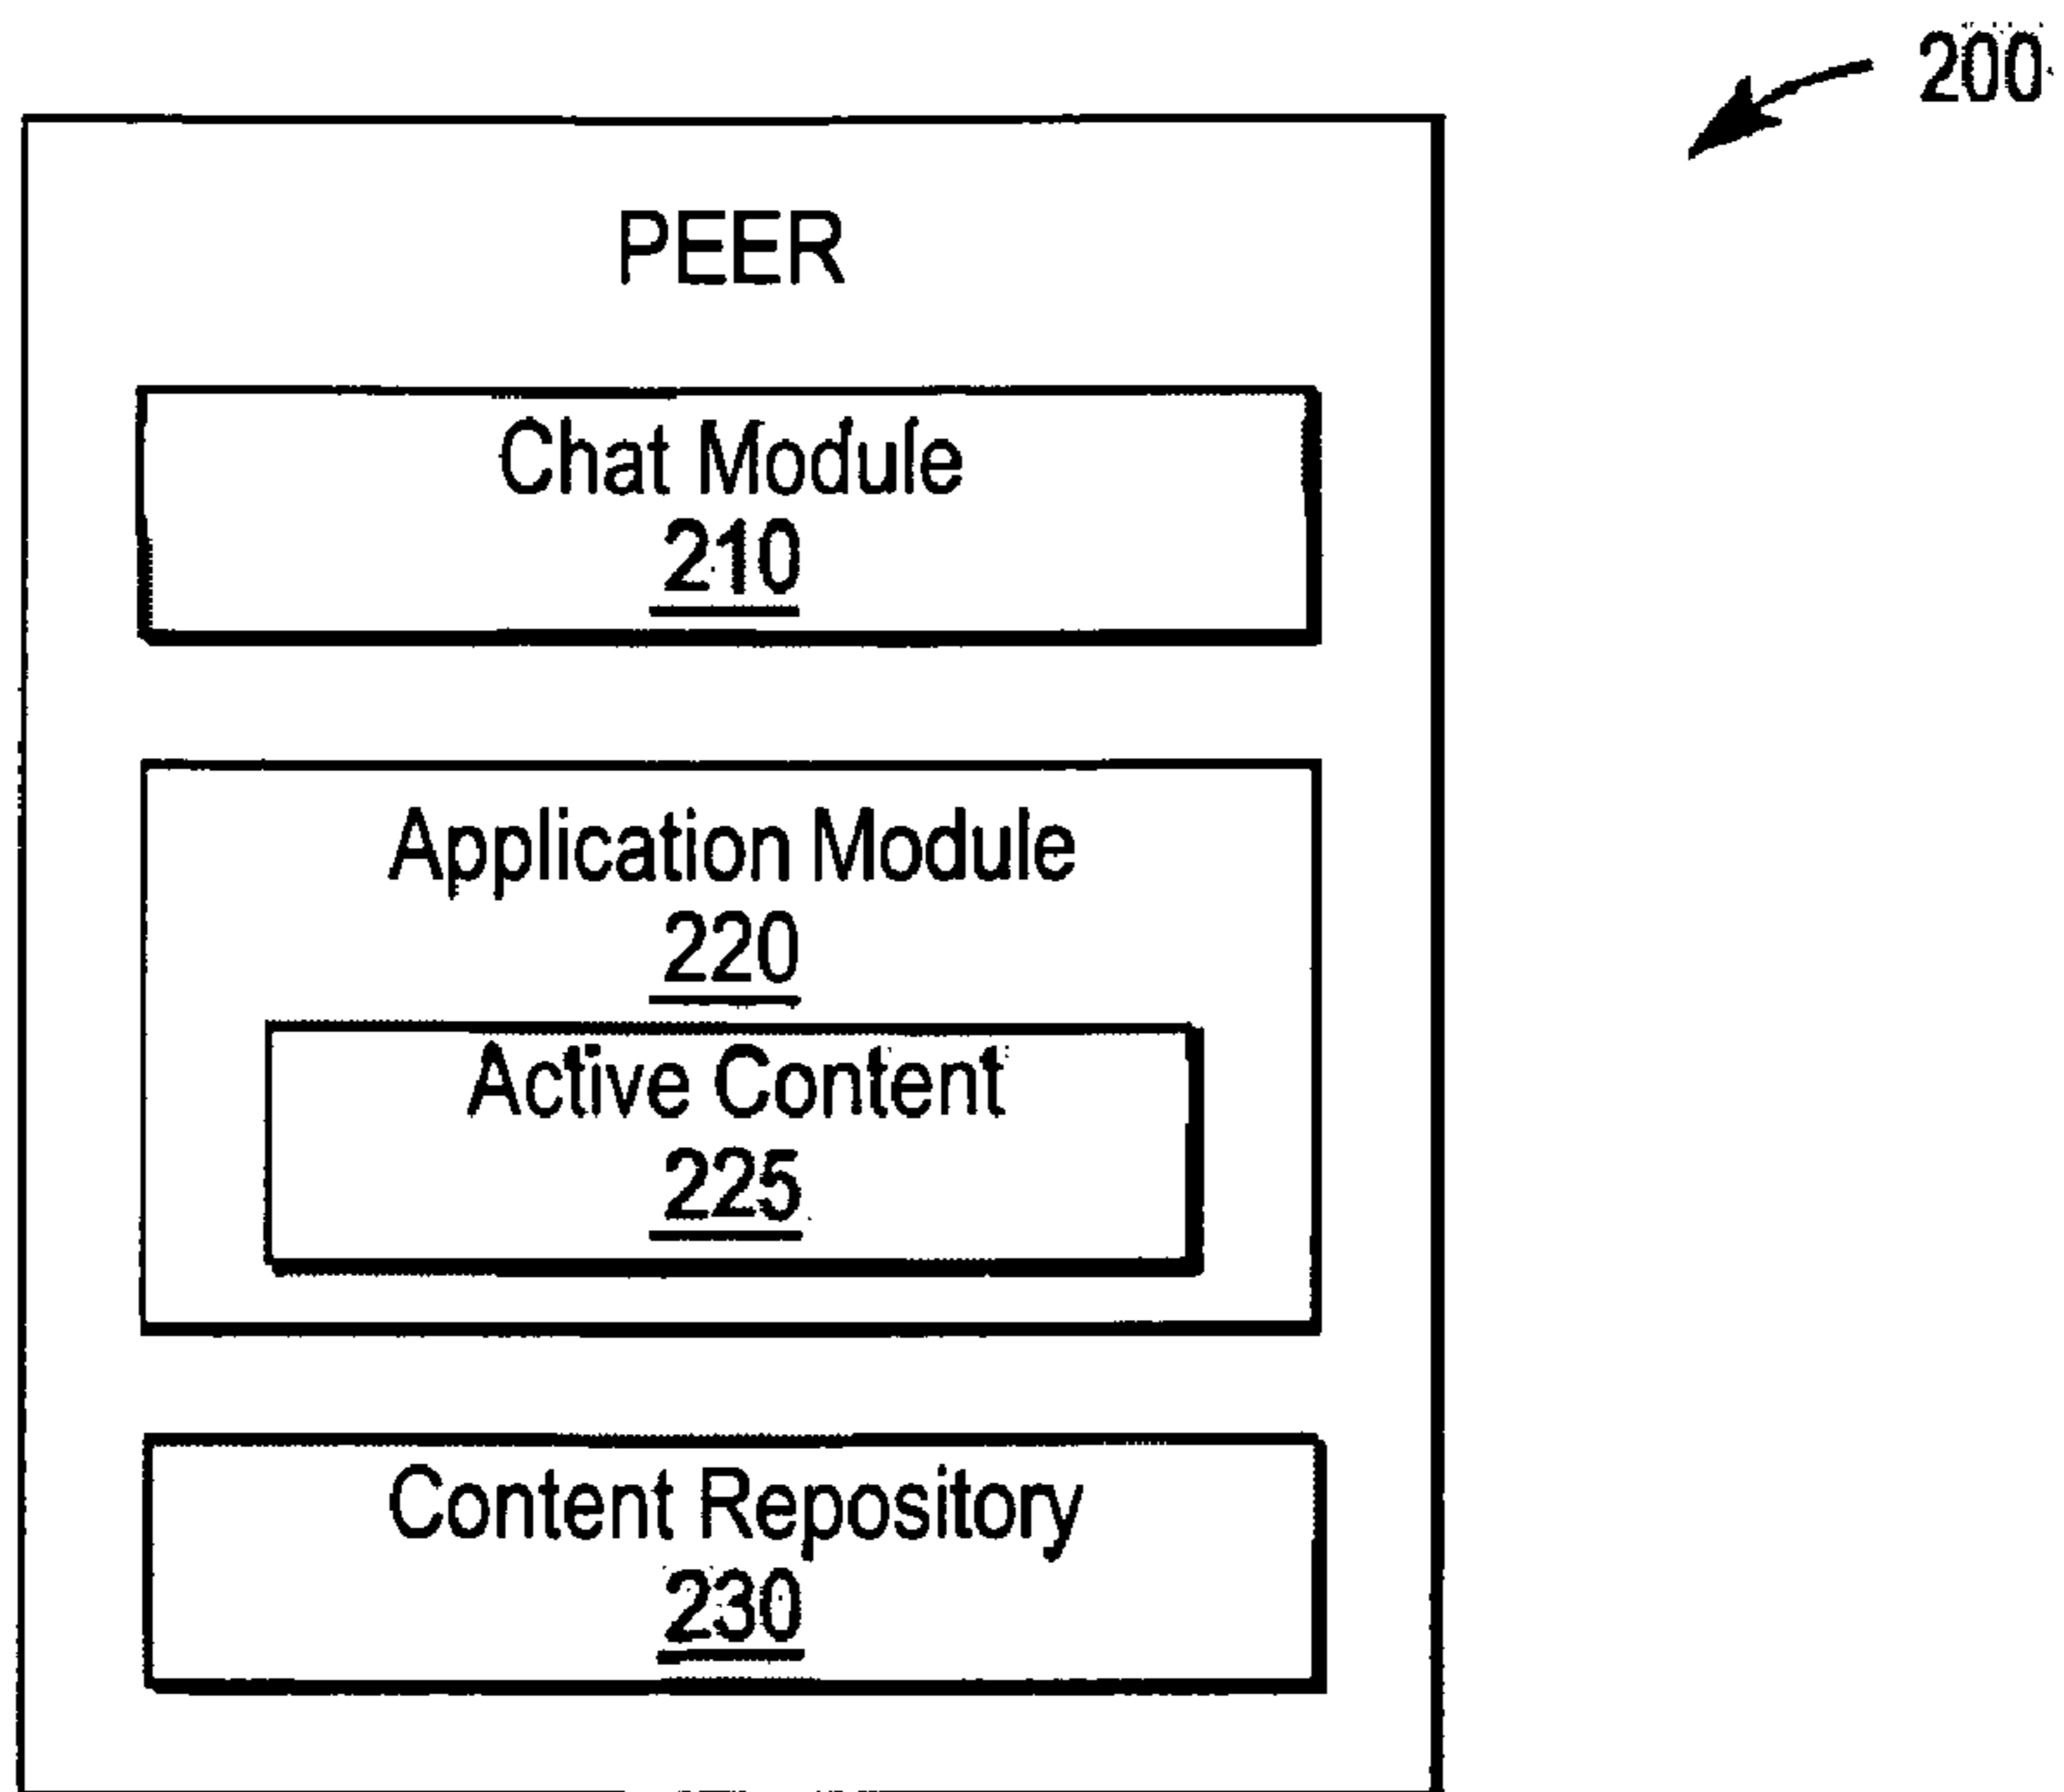 200
PEER
Chat Module
210
Application Module
220
Active Content
225
Content Repository
230